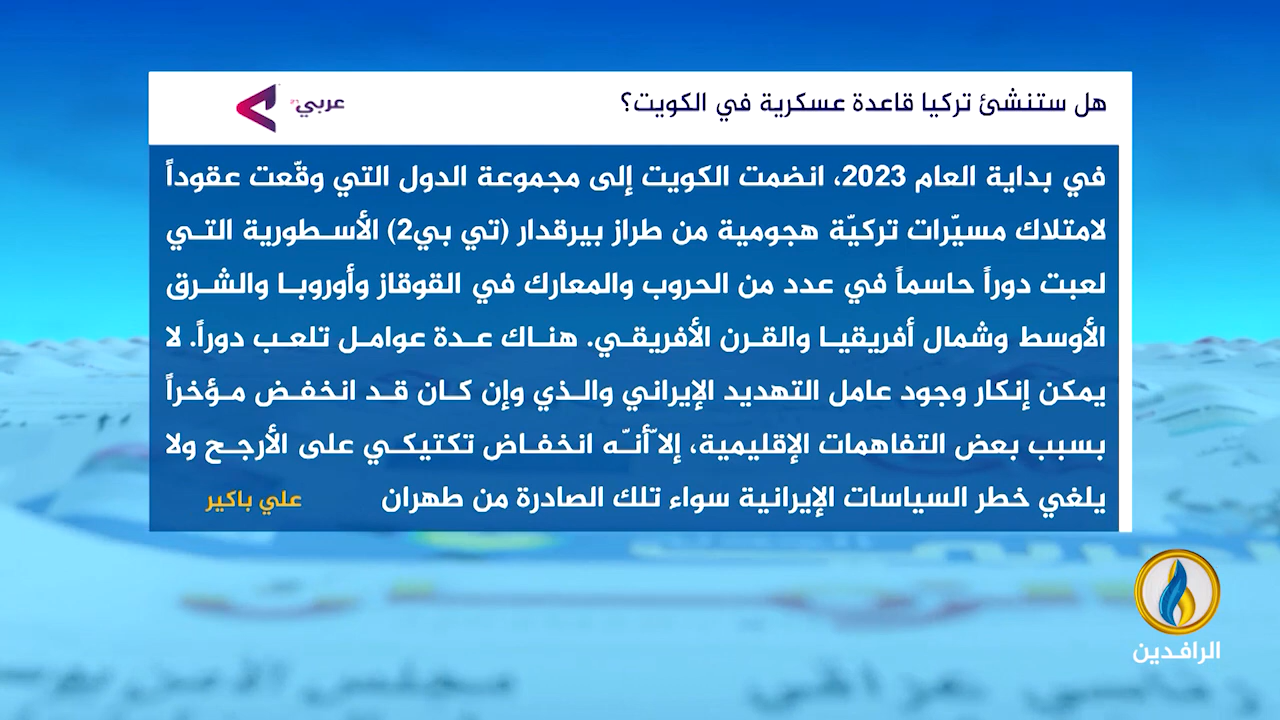 هل ستنشئ تركيا قاعدة عسكرية في الكويت؟
عربي21
في بداية العام 2023، انضمت الكويت إلى مجموعة الدول التي وقّعت عقوداً
لامتلاك مسيّرات تركيّة هجومية من طراز بيرقدار (تي بي2) الأسطورية التي
لعبت دوراً حاسماً في عدد من الحروب والمعارك في القوقاز وأوروبا والشرق
الأوسط وشمال أفريقيا والقرن الأفريقي. هناك عدة عوامل تلعب دوراً. لا
يمكن إنكار وجود عامل التهديد الإيراني والذي وإن كان قد انخفض مؤخراً
بسبب بعض التفاهمات الإقليمية، إلا ّأنـّه انخفاض تكتيكي على الأرجح ولا
يلغي خطر السياسات الإيرانية سواء تلك الصادرة من طهران
علي باكير
الرافدين
مجلس الأمن